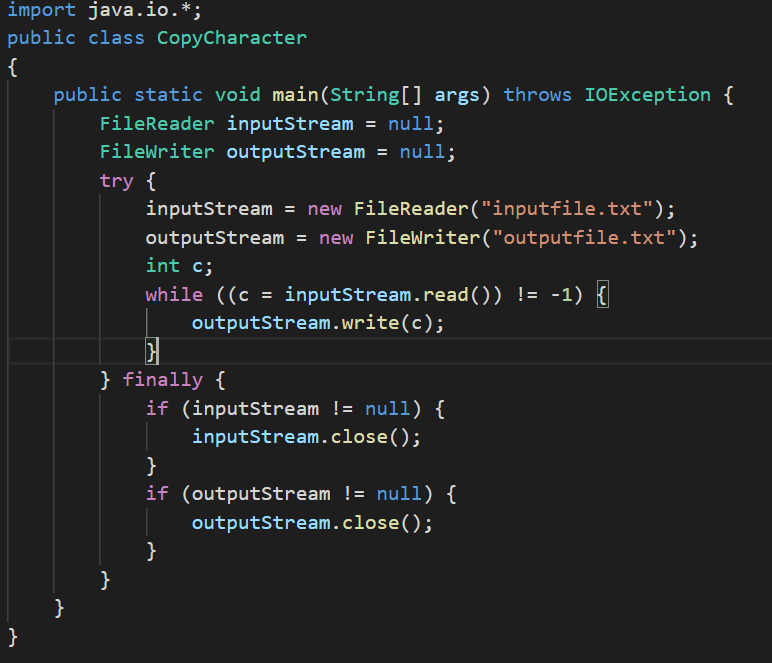 import java.io.*;
public class CopyCharacter
{
    public static void main(String[] args) throws IOException {
        FileReader inputStream = null;
        FileWriter outputStream = null;
        try {
            inputStream = new FileReader("inputfile.txt");
            outputStream = new FileWriter("outputfile.txt");
            int c;
            while ((c = inputStream.read()) != -1) {
                outputStream.write(c);
            }
        } finally {
            if (inputStream != null) {
                inputStream.close();
            }
            if (outputStream != null) {
                outputStream.close();
            }
        }
    }
}